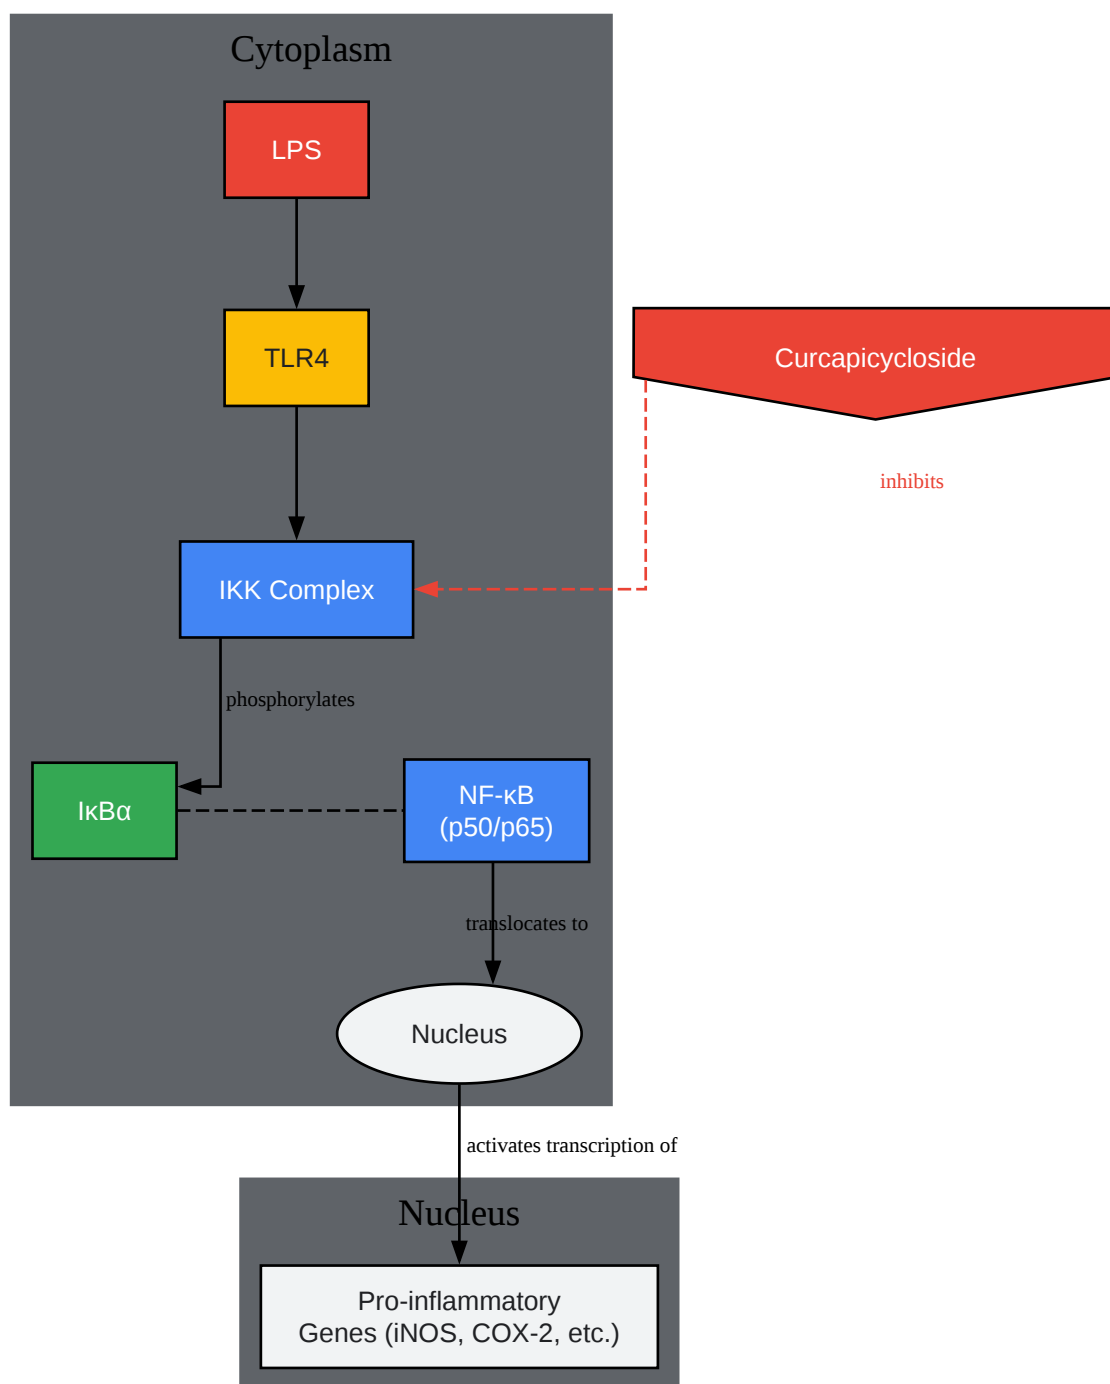 Cytoplasm
LPS
TLR4
Curcapicycloside
inhibits
IKK Complex
phosphorylates
IκBα
NF-κB
(p50/p65)
translocates to
Nucleus
activates transcription of
Nucleus
Pro-inflammatory
Genes (iNOS, COX-2, etc.)